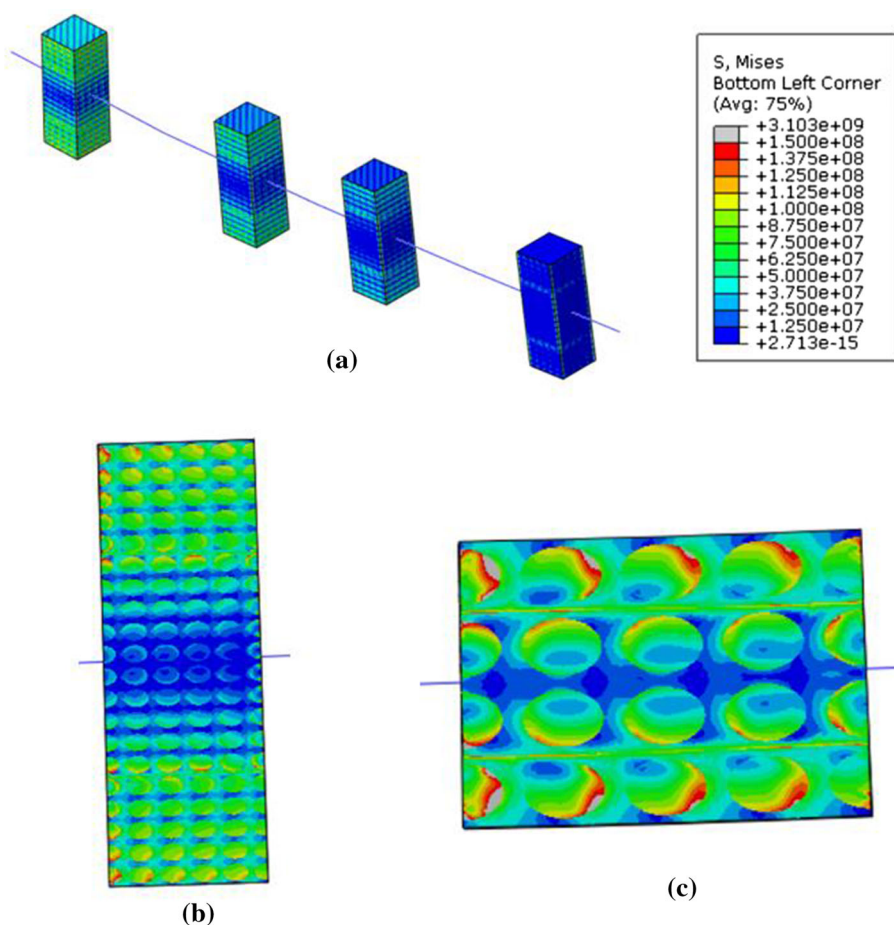 S, Mises
Bottom Left Corner
(Avg: 75%)
+3.103e+09
+1.500e+08
+1.375e+08
+1.250e+08
+1.125e+08
+1.000e+08
+8.750e+07
+7.500e+07
+6.250e+07
+5.000e+07
+3.750e+07
+2.500e+07
+1.250e+07
+2.713e-15
(a)
(b)
(c)